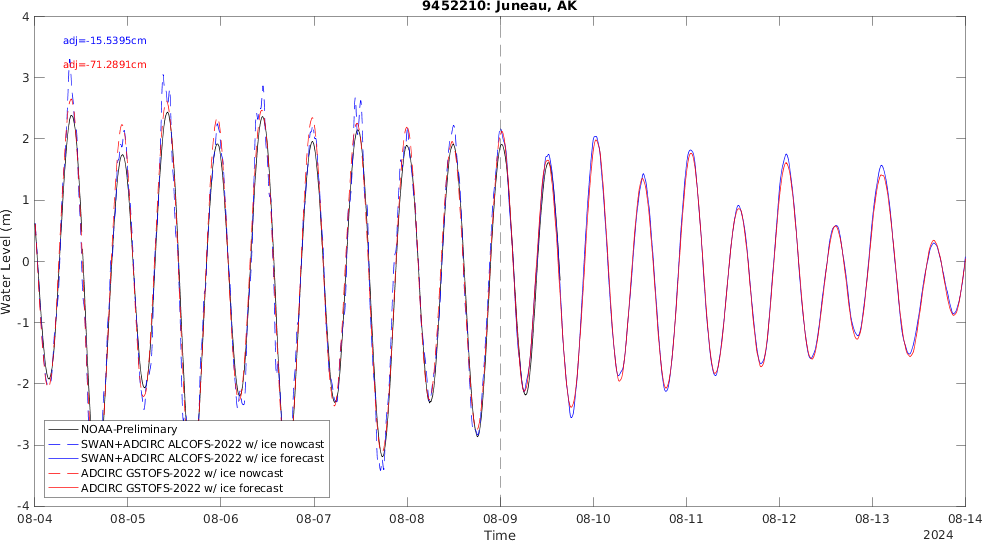 9452210: Juneau, AK
adj=-15.5395cm
adj=-71.2891cm
4
3
2
1
0
-1
-2
-3
-4
Water Level (m)
NOAA-Preliminary
SWAN+ADCIRC ALCOFS-2022 w/ ice nowcast
SWAN+ADCIRC ALCOFS-2022 w/ ice forecast
ADCIRC GSTOFS-2022 w/ ice nowcast
ADCIRC GSTOFS-2022 w/ ice forecast
08-04 08-05 08-06 08-07 08-08 08-09 08-10 08-11 08-12 08-13 08-14
Time
2024